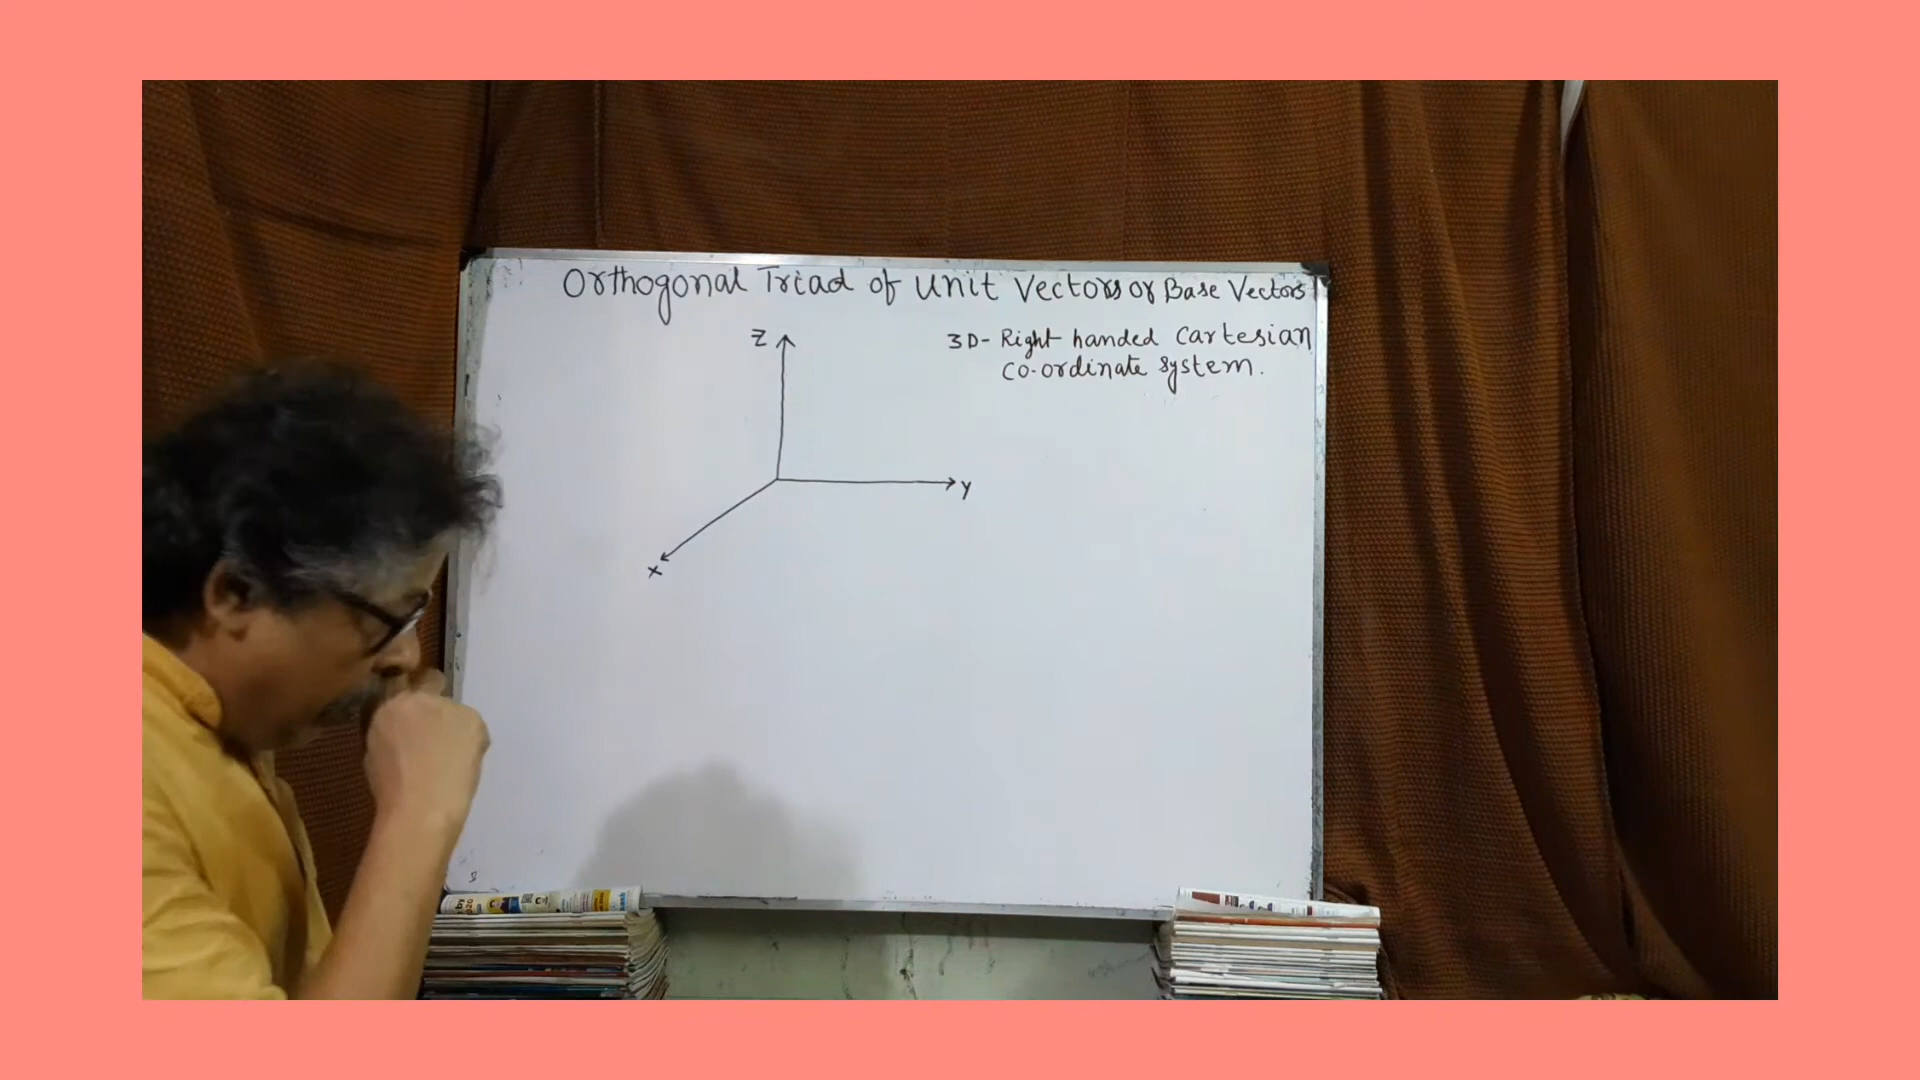 Orthogonal Triad of Unit Vectors or Base Vectors
3D- Right handed Cartesian
Co-ordinate system.
Z
Y
X